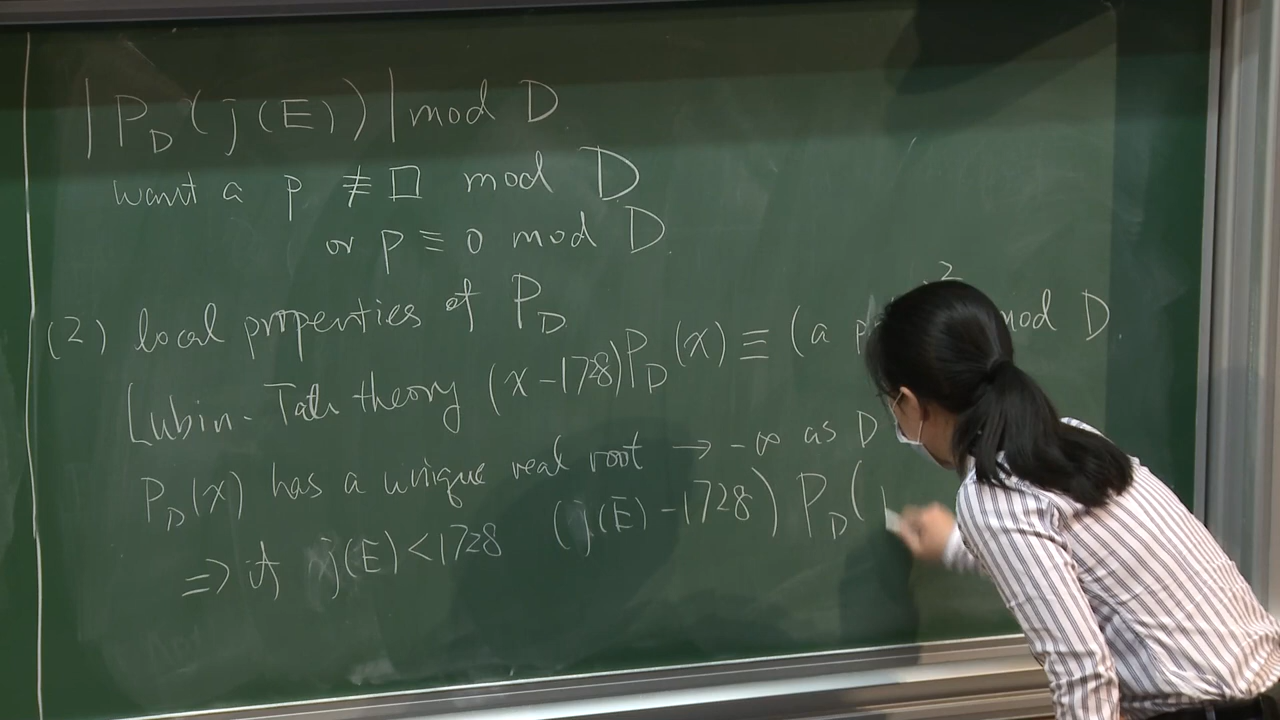 |P_D(j(E))| mod D
want a p ≢ □ mod D
or p ≡ 0 mod D.
(2) local properties of P_D
Lubin-Tate theory (x-1728)P_D(x) ≡ (a 2 mod D.
P_D(x) has a unique real root → -∞ as D
⇒ if j(E)<1728 (j(E)-1728) P_D(